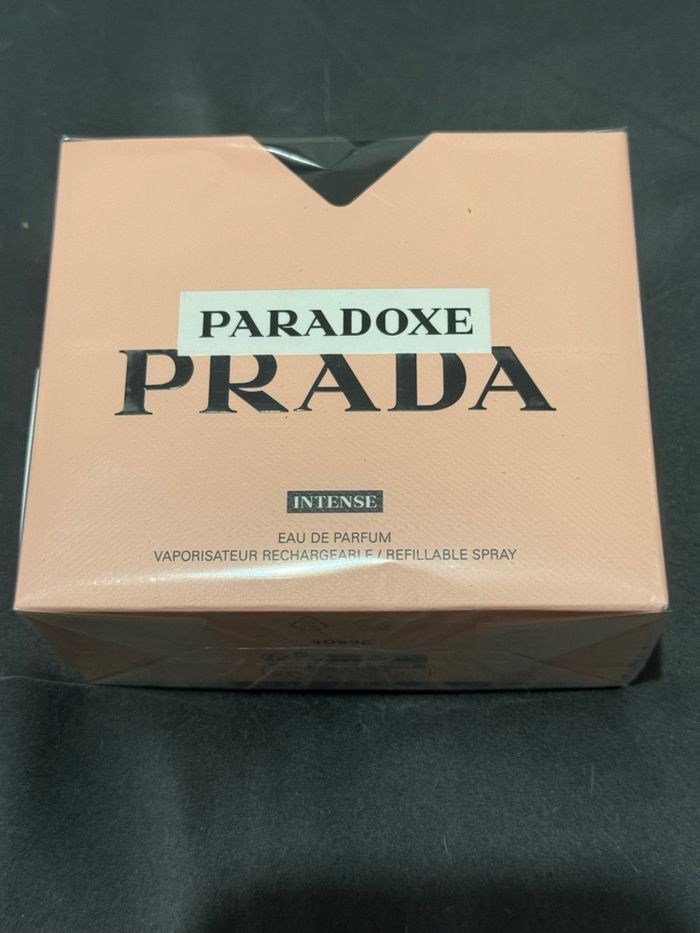 PARADOXE
PRADA
INTENSE
EAU DE PARFUM
VAPORISATEUR RECHARGEABLE / REFILLABLE SPRAY